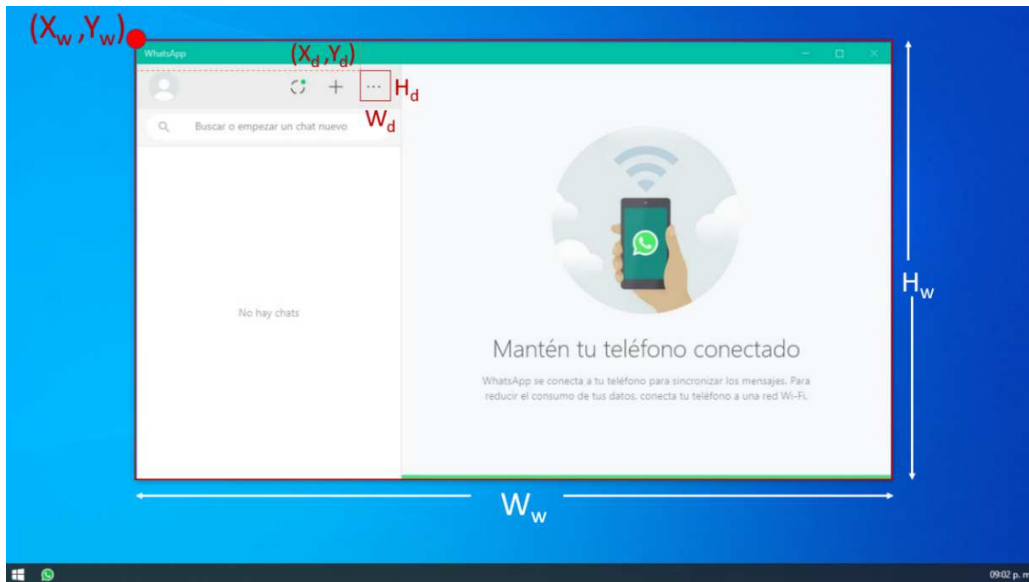 (Xw,Yw)
WhatsApp
(Xd,Yd)
Hd
Wd
Buscar o empezar un chat nuevo
No hay chats
Hw
Mantén tu teléfono conectado
WhatsApp se conecta a tu teléfono para sincronizar los mensajes. Para
reducir el consumo de tus datos, conecta tu teléfono a una red Wi-Fi.
Ww
09:02 p. m